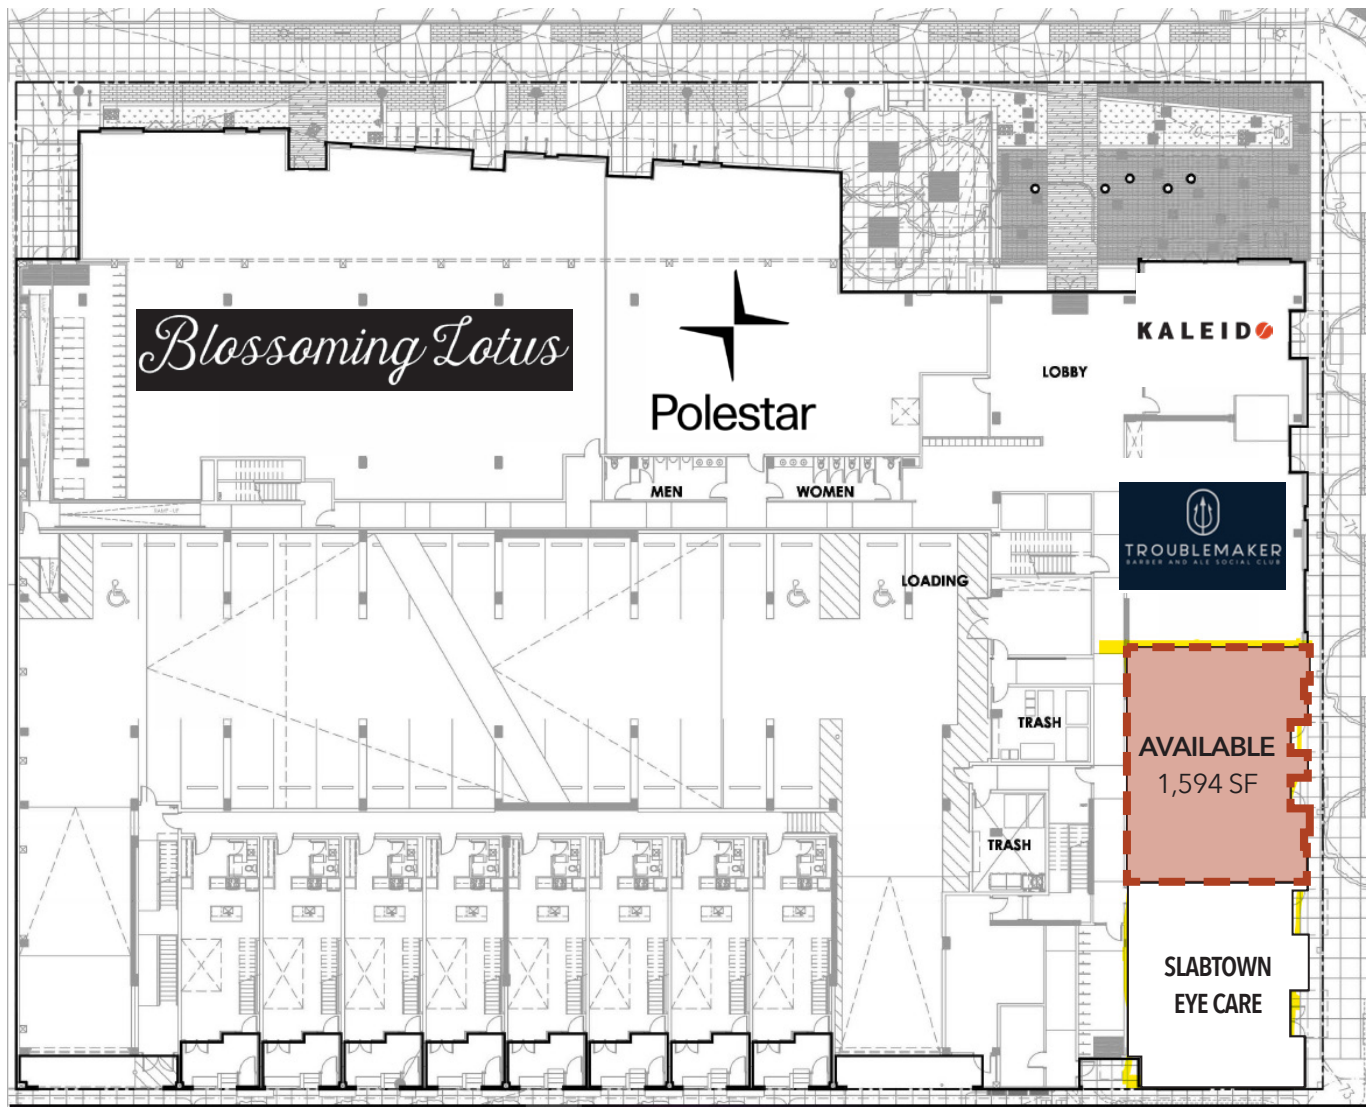 Blossoming Lotus
Polestar
KALEIDO
LOBBY
MEN
WOMEN
TROUBLEMAKER
BARBER AND ALE SOCIAL CLUB
LOADING
TRASH
AVAILABLE
1,594 SF
TRASH
SLABTOWN
EYE CARE